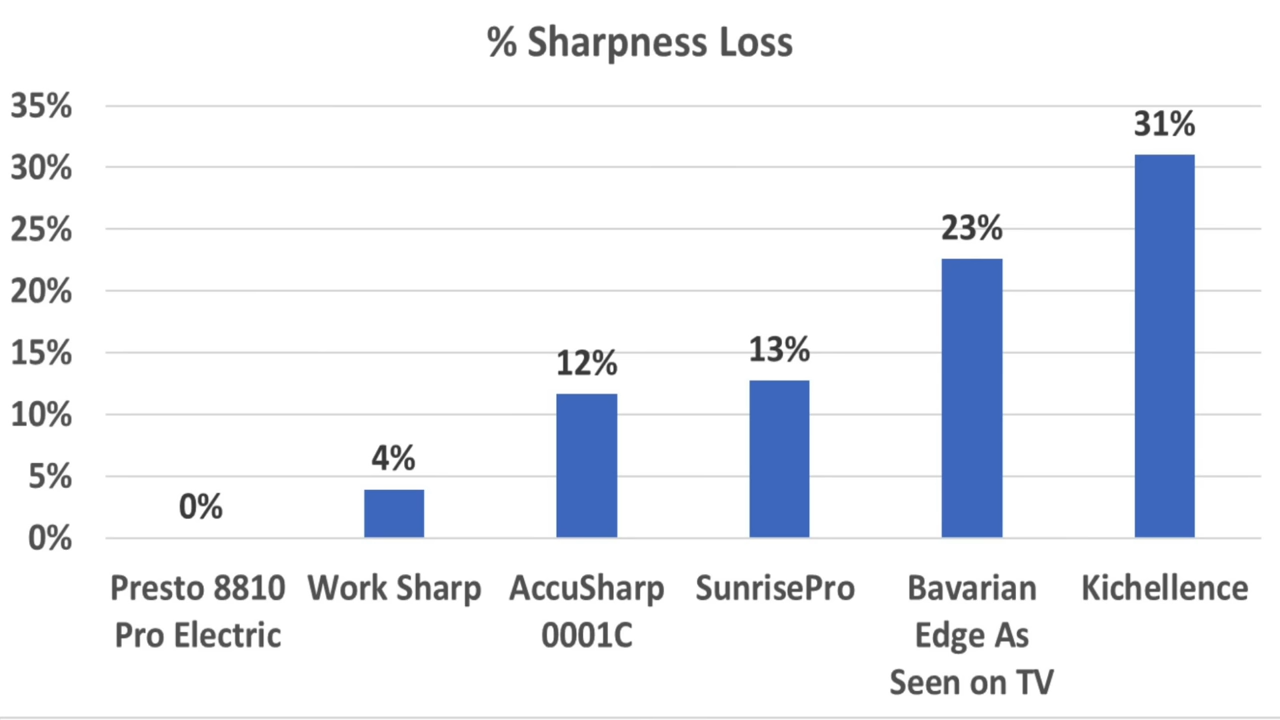 % Sharpness Loss
35%
30%
25%
20%
15%
10%
5%
0%
0%
4%
12%
13%
23%
31%
Presto 8810
Pro Electric
Work Sharp
AccuSharp
0001C
SunrisePro
Bavarian
Edge As
Seen on TV
Kichellence